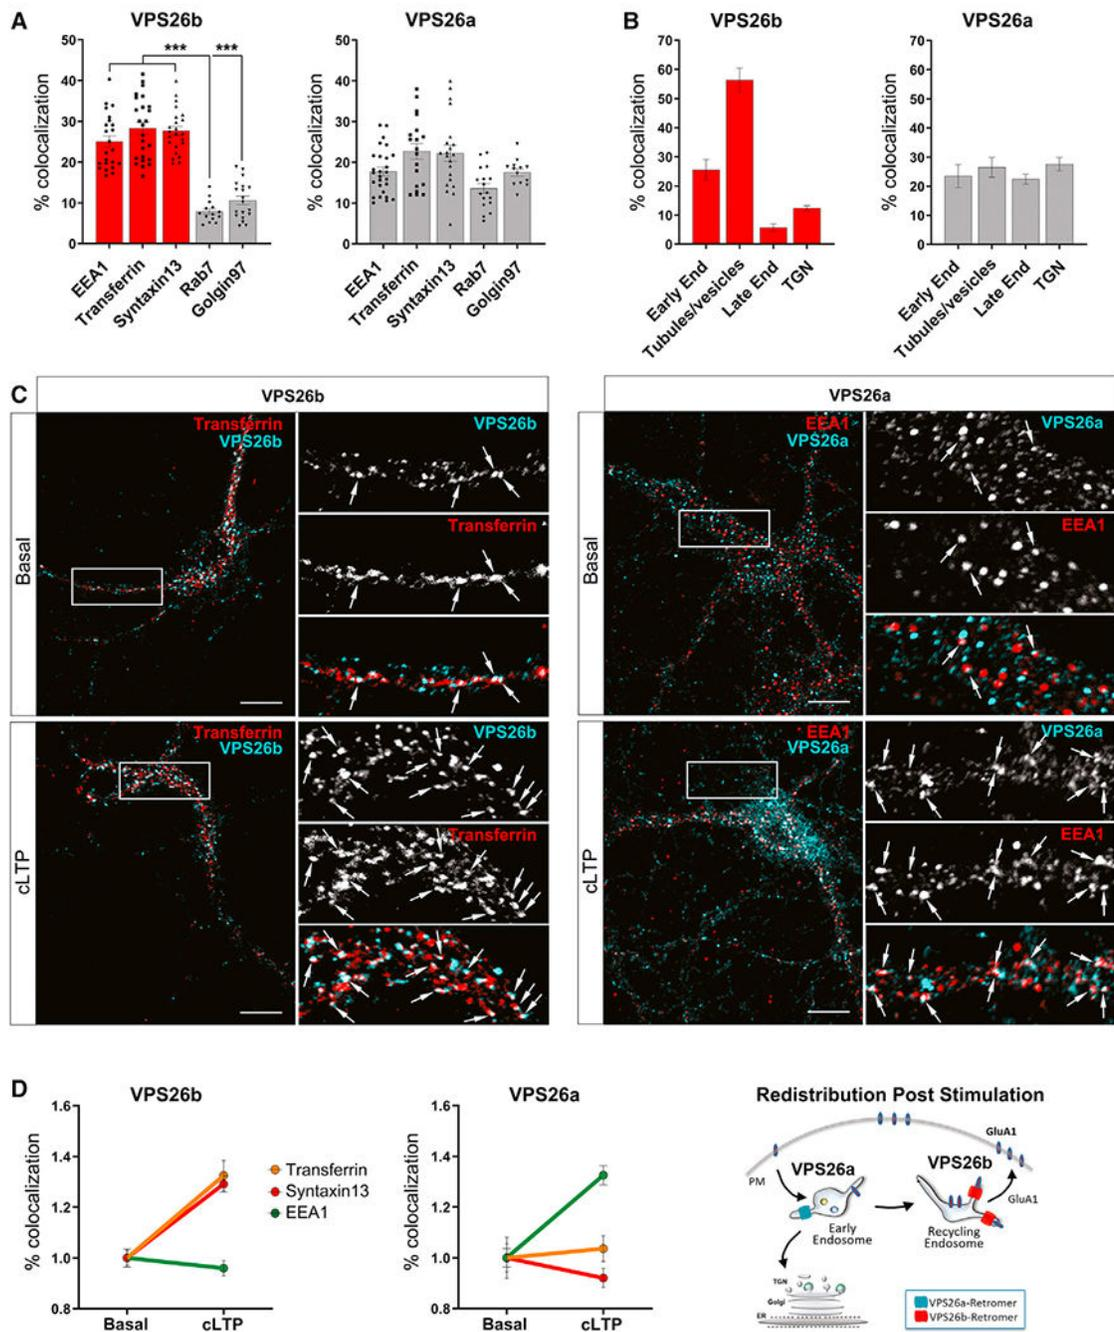 A
VPS26b
VPS26a
% colocalization
50
40
30
20
10
0
*** ***
EEA1
Transferrin
Syntaxin13
Rab7
Golgin97
% colocalization
50
40
30
20
10
0
EEA1
Transferrin
Syntaxin13
Rab7
Golgin97
B
VPS26b
VPS26a
% colocalization
70
60
50
40
30
20
10
0
Early End
Tubules/vesicles
Late End
TGN
% colocalization
70
60
50
40
30
20
10
0
Early End
Tubules/vesicles
Late End
TGN
C
VPS26b
Basal
Transferrin
VPS26b
VPS26b
Transferrin
cLTP
Transferrin
VPS26b
VPS26b
Transferrin
VPS26a
Basal
EEA1
VPS26a
VPS26a
EEA1
cLTP
EEA1
VPS26a
VPS26a
EEA1
D
VPS26b
% colocalization
1.6
1.4
1.2
1.0
0.8
Basal cLTP
Transferrin
Syntaxin13
EEA1
VPS26a
% colocalization
1.6
1.4
1.2
1.0
0.8
Basal cLTP
Redistribution Post Stimulation
GluA1
VPS26a
VPS26b
PM
GluA1
Early
Endosome
Recycling
Endosome
TGN
Golgi
ER
VPS26a-Retromer
VPS26b-Retromer